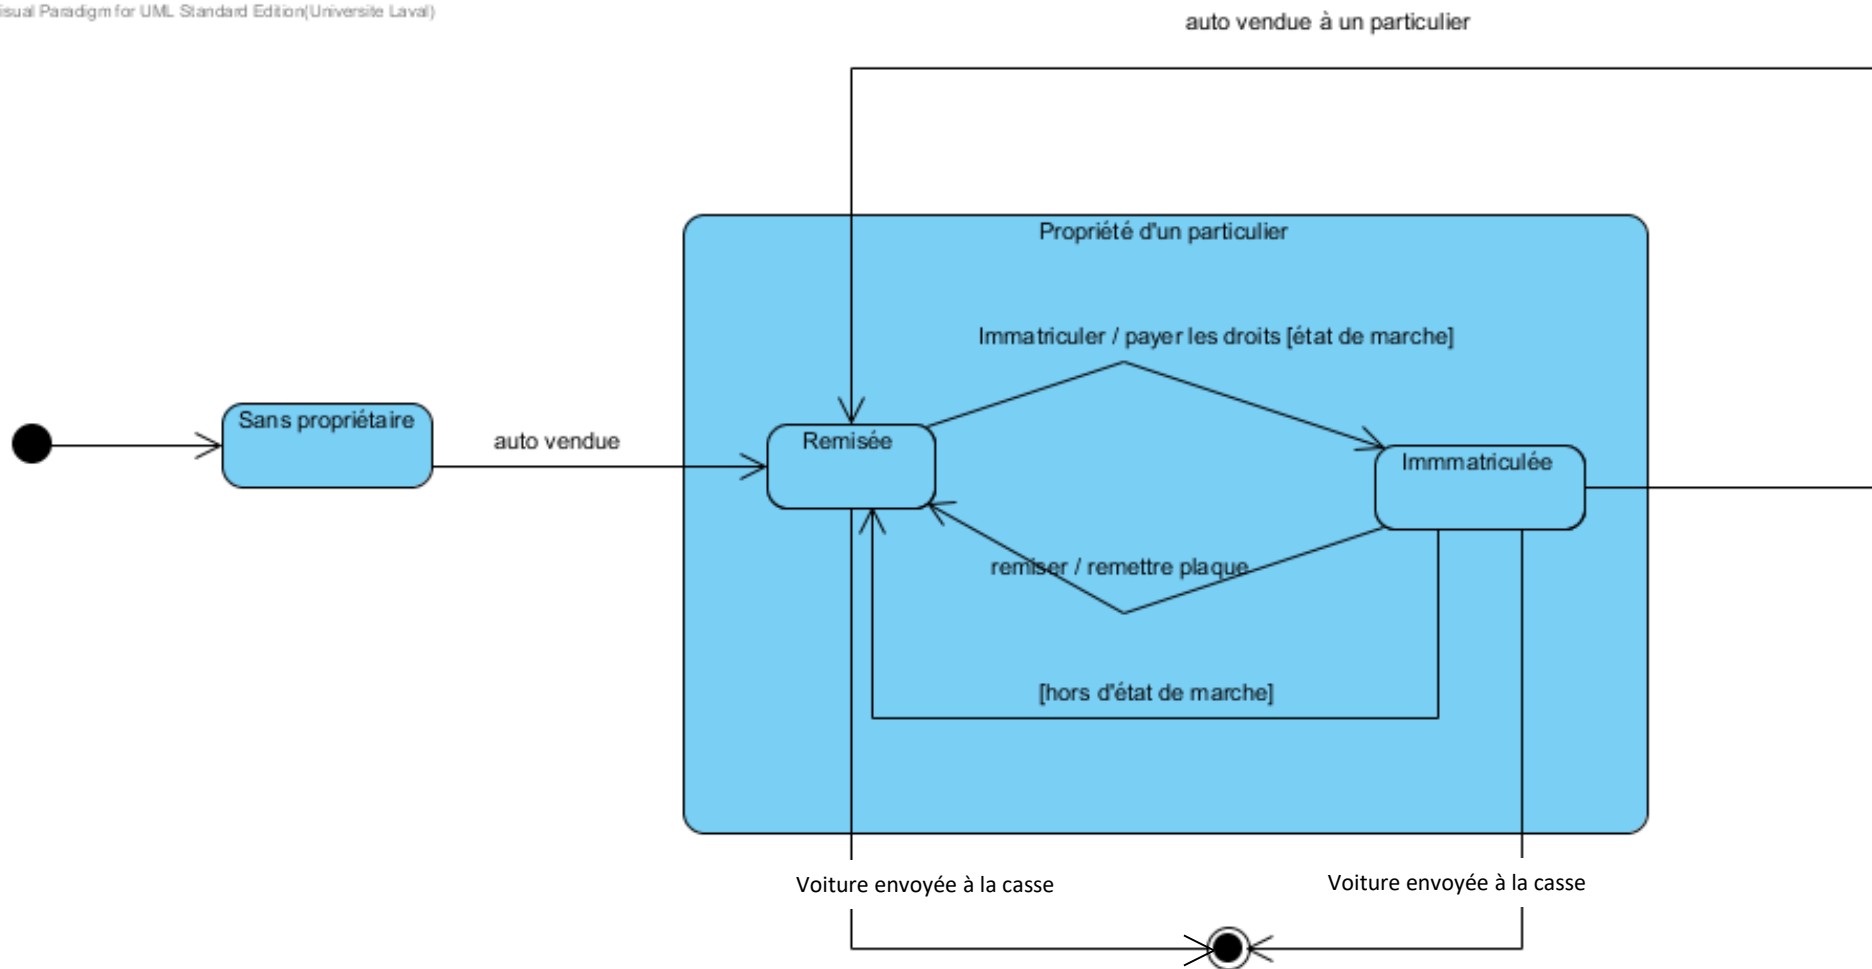 isual Paradigm for UML Standard Edition(Universite Laval)
auto vendue à un particulier
Propriété d'un particulier
Immatriculer / payer les droits [état de marche]
Sans propriétaire
auto vendue
Remisée
Immmatriculée
remiser / remettre plaque
[hors d'état de marche]
Voiture envoyée à la casse
Voiture envoyée à la casse